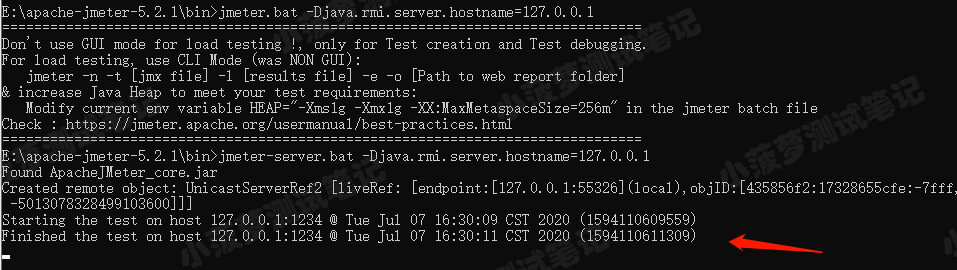 E:\apache-jmeter-5.2.1\bin>jmeter.bat -Djava.rmi.server.hostname=127.0.0.1
================================================================================
Don't use GUI mode for load testing !, only for Test creation and Test debugging.
For load testing, use CLI Mode (was NON GUI):
   jmeter -n -t [jmx file] -l [results file] -e -o [Path to web report folder]
& increase Java Heap to meet your test requirements:
   Modify current env variable HEAP="-Xms1g -Xmx1g -XX:MaxMetaspaceSize=256m" in the jmeter batch file
Check : https://jmeter.apache.org/usermanual/best-practices.html
================================================================================
E:\apache-jmeter-5.2.1\bin>jmeter-server.bat -Djava.rmi.server.hostname=127.0.0.1
Found ApacheJMeter_core.jar
Created remote object: UnicastServerRef2 [liveRef: [endpoint:[127.0.0.1:55326](local),objID:[435856f2:17328655cfe:-7fff,
 -5013078328499103600]]]
Starting the test on host 127.0.0.1:1234 @ Tue Jul 07 16:30:09 CST 2020 (1594110609559)
Finished the test on host 127.0.0.1:1234 @ Tue Jul 07 16:30:11 CST 2020 (1594110611309)
小菠萝测试笔记